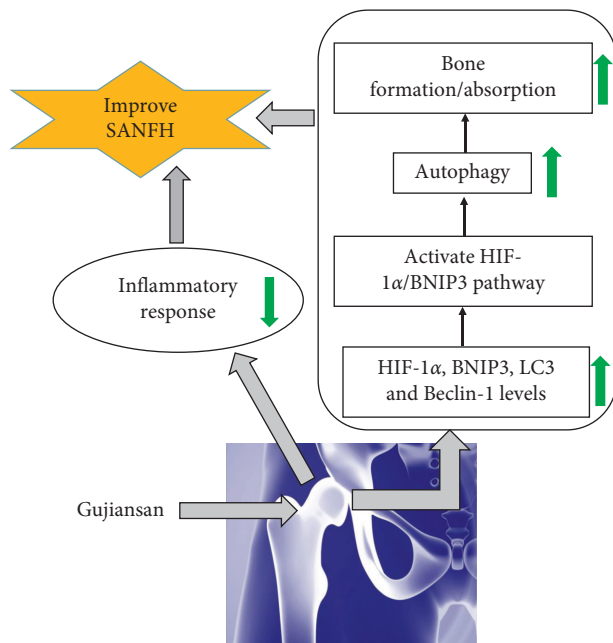 Improve
SANFH
Inflammatory
response
Gujiansan
Bone
formation/absorption
Autophagy
Activate HIF-
1α/BNIP3 pathway
HIF-1α, BNIP3, LC3
and Beclin-1 levels